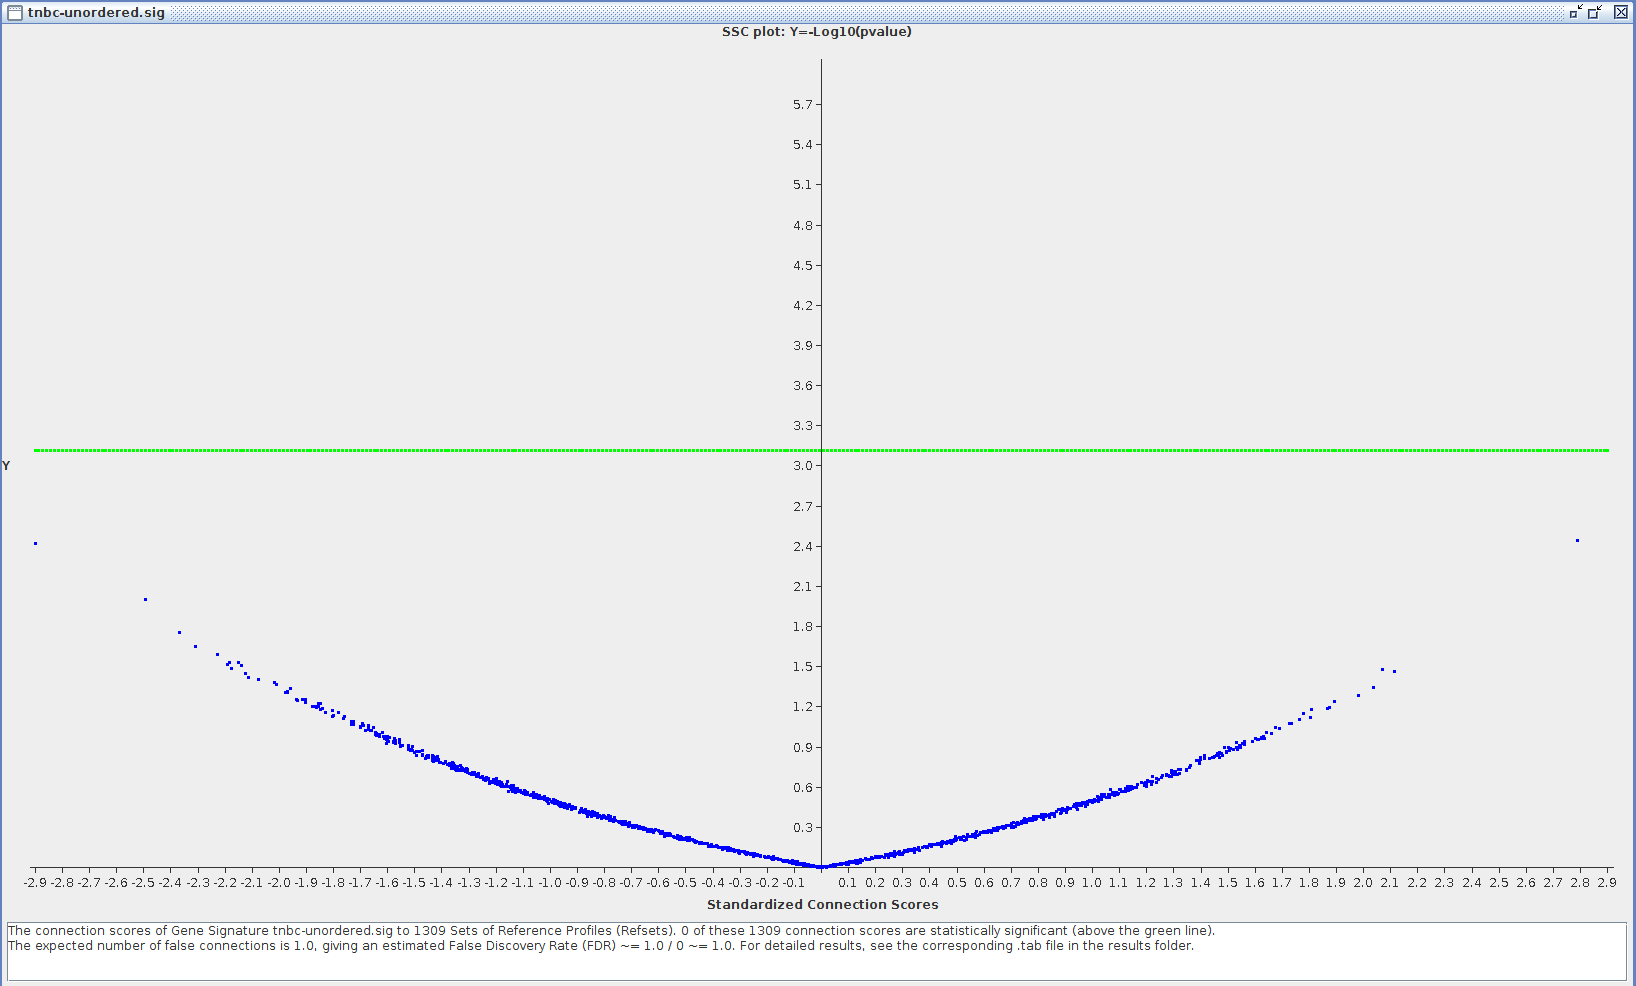 tnbc-unordered.sig
SSC plot: Y=-Log10(pvalue)
5.7
5.4
5.1
4.8
4.5
4.2
3.9
3.6
3.3
Y
3.0
2.7
2.4
2.1
1.8
1.5
1.2
0.9
0.6
0.3
-2.9 -2.8 -2.7 -2.6 -2.5 -2.4 -2.3 -2.2 -2.1 -2.0 -1.9 -1.8 -1.7 -1.6 -1.5 -1.4 -1.3 -1.2 -1.1 -1.0 -0.9 -0.8 -0.7 -0.6 -0.5 -0.4 -0.3 -0.2 -0.1 0.1 0.2 0.3 0.4 0.5 0.6 0.7 0.8 0.9 1.0 1.1 1.2 1.3 1.4 1.5 1.6 1.7 1.8 1.9 2.0 2.1 2.2 2.3 2.4 2.5 2.6 2.7 2.8 2.9
Standardized Connection Scores
The connection scores of Gene Signature tnbc-unordered.sig to 1309 Sets of Reference Profiles (Refsets). 0 of these 1309 connection scores are statistically significant (above the green line).
The expected number of false connections is 1.0, giving an estimated False Discovery Rate (FDR) ~= 1.0 / 0 ~= 1.0. For detailed results, see the corresponding .tab file in the results folder.